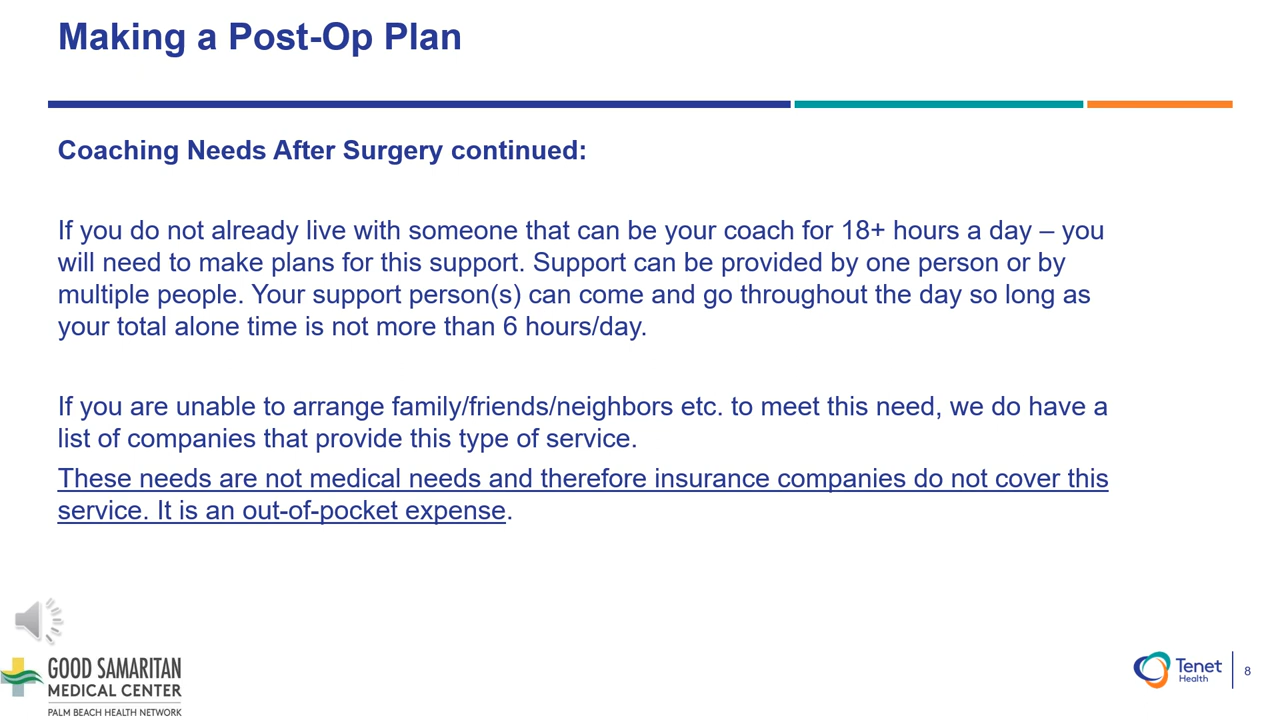 Making a Post-Op Plan
Coaching Needs After Surgery continued:
If you do not already live with someone that can be your coach for 18+ hours a day – you
will need to make plans for this support. Support can be provided by one person or by
multiple people. Your support person(s) can come and go throughout the day so long as
your total alone time is not more than 6 hours/day.
If you are unable to arrange family/friends/neighbors etc. to meet this need, we do have a
list of companies that provide this type of service.
These needs are not medical needs and therefore insurance companies do not cover this
service. It is an out-of-pocket expense.
GOOD SAMARITAN
MEDICAL CENTER
PALM BEACH HEALTH NETWORK
Tenet
Health
8